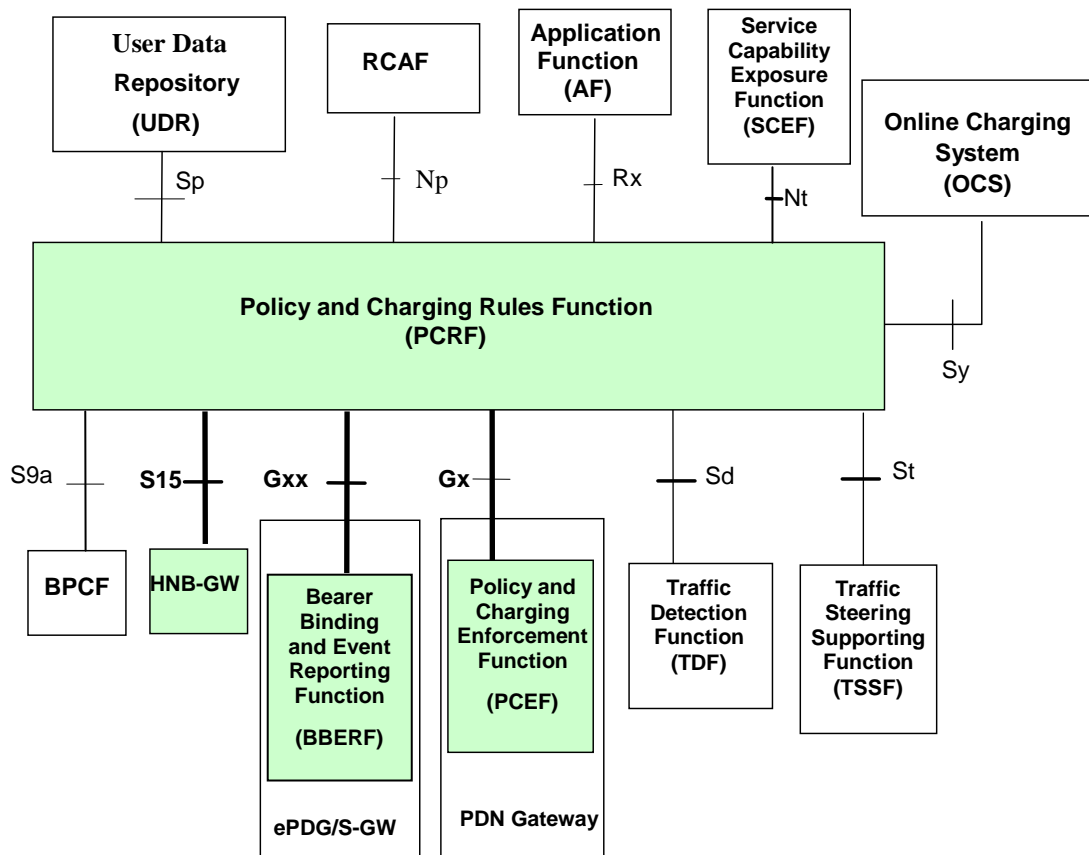 User Data
Repository
(UDR)
RCAF
Application
Function
(AF)
Service
Capability
Exposure
Function
(SCEF)
Online Charging
System
(OCS)
Sp
Np
Rx
Nt
Sy
Policy and Charging Rules Function
(PCRF)
S9a
S15
Gxx
Gx
Sd
St
BPCF
HNB-GW
Bearer
Binding
and Event
Reporting
Function
(BBERF)
ePDG/S-GW
Policy and
Charging
Enforcement
Function
(PCEF)
PDN Gateway
Traffic
Detection
Function
(TDF)
Traffic
Steering
Supporting
Function
(TSSF)